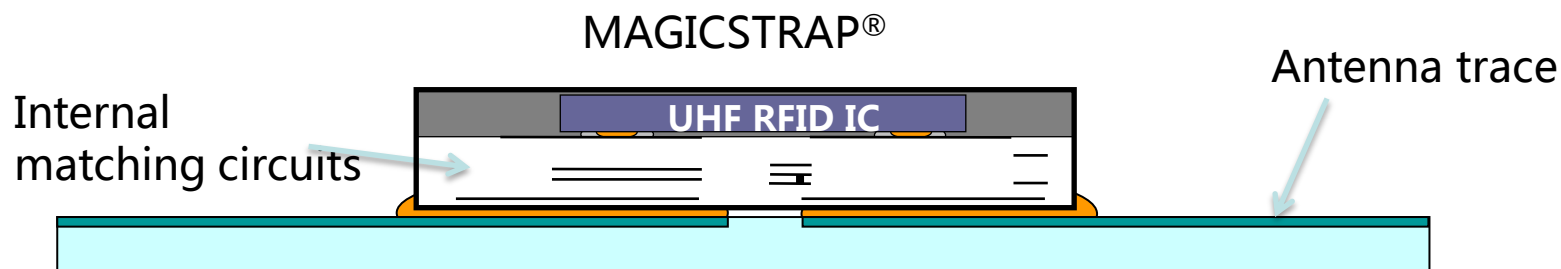 MAGICSTRAP®
Antenna trace
Internal
matching circuits
UHF RFID IC